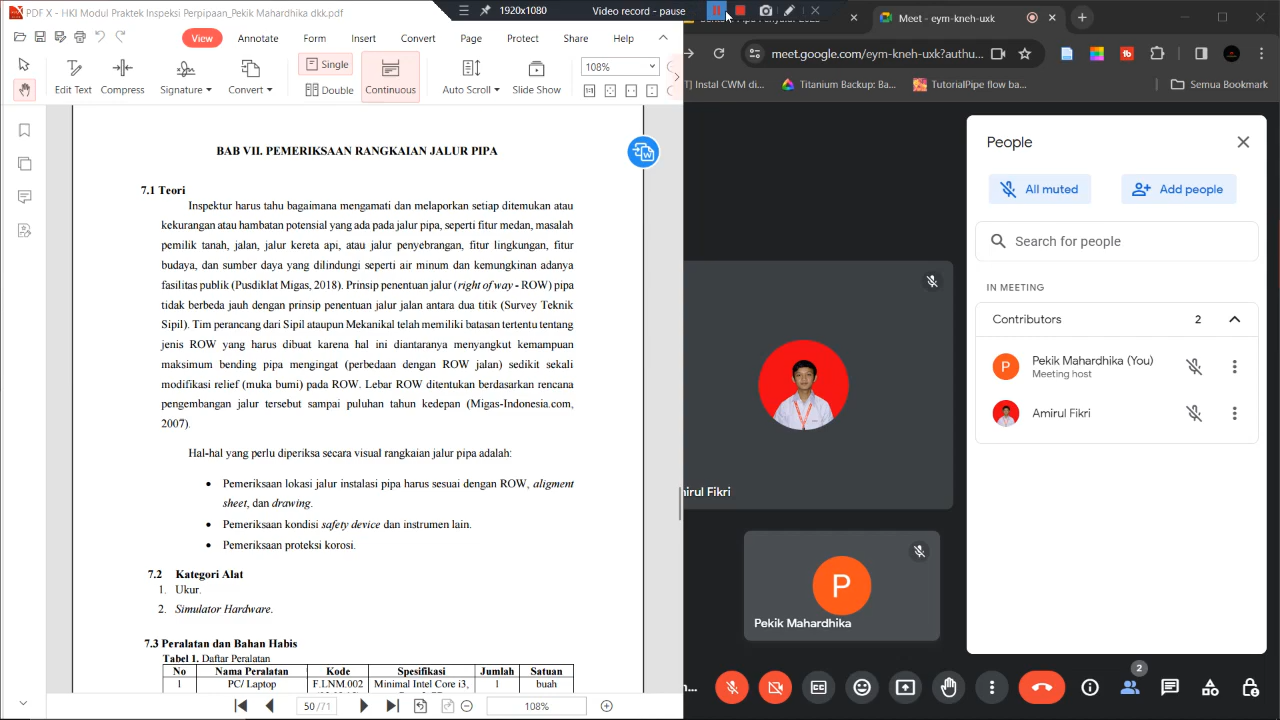 PDF X - HKI Modul Praktek Inspeksi Perpipaan_Pekik Mahardhika dkk.pdf
1920x1080
Video record - pause
Meet - eym-kneh-uxk
View
Annotate
Home
Insert
Convert
Page
Protect
Share
Help
meet.google.com/eym-kneh-uxk?authu...
Single
108%
Edit Text
Compress
Signature
Convert
Double
Continuous
Auto Scroll
Slide Show
T] Instal CWM di...
Titanium Backup: Ba...
TutorialPipe flow ba...
Semua Bookmark
BAB VII. PEMERIKSAAN RANGKAIAN JALUR PIPA
7.1 Teori
Inspektur harus tahu bagaimana mengamati dan melaporkan setiap ditemukan atau
kekurangan atau hambatan potensial yang ada pada jalur pipa, seperti fitur medan, masalah
pemilik tanah, jalan, jalur kereta api, atau jalur penyebrangan, fitur lingkungan, fitur
budaya, dan sumber daya yang dilindungi seperti air minum dan kemungkinan adanya
fasilitas publik (Pusdiklat Migas, 2018). Prinsip penentuan jalur (right of way - ROW) pipa
tidak berbeda jauh dengan prinsip penentuan jalur jalan antara dua titik (Survey Teknik
Sipil). Tim perancang dari Sipil ataupun Mekanikal telah memiliki batasan tertentu tentang
jenis ROW yang harus dibuat karena hal ini diantaranya menyangkut kemampuan
maksimum bending pipa mengingat (perbedaan dengan ROW jalan) sedikit sekali
modifikasi relief (muka bumi) pada ROW. Lebar ROW ditentukan berdasarkan rencana
pengembangan jalur tersebut sampai puluhan tahun kedepan (Migas-Indonesia.com,
2007).
Hal-hal yang perlu diperiksa secara visual rangkaian jalur pipa adalah:
• Pemeriksaan lokasi jalur instalasi pipa harus sesuai dengan ROW, aligment
sheet, dan drawing.
• Pemeriksaan kondisi safety device dan instrumen lain.
• Pemeriksaan proteksi korosi.
7.2 Kategori Alat
1. Ukur.
2. Simulator Hardware.
7.3 Peralatan dan Bahan Habis
Tabel 1. Daftar Peralatan
No Nama Peralatan Kode Spesifikasi Jumlah Satuan
1 PC/ Laptop F.LNM.002 Minimal Intel Core i3, 1 buah
50 /71
108%
People
All muted
Add people
Search for people
IN MEETING
Contributors 2
P Pekik Mahardhika (You)
Meeting host
Amirul Fikri
irul Fikri
P
Pekik Mahardhika
2